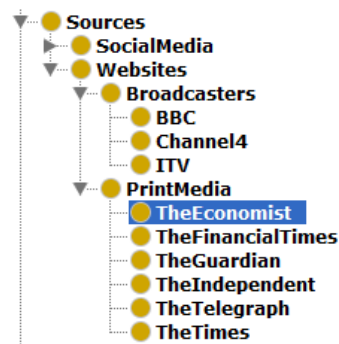 Sources
SocialMedia
Websites
Broadcasters
BBC
Channel4
ITV
PrintMedia
TheEconomist
TheFinancialTimes
TheGuardian
TheIndependent
TheTelegraph
TheTimes